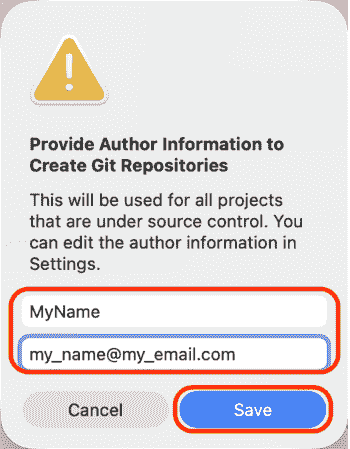 Provide Author Information to
Create Git Repositories
This will be used for all projects
that are under source control. You
can edit the author information in
Settings.
MyName
my_name@my_email.com
Cancel
Save